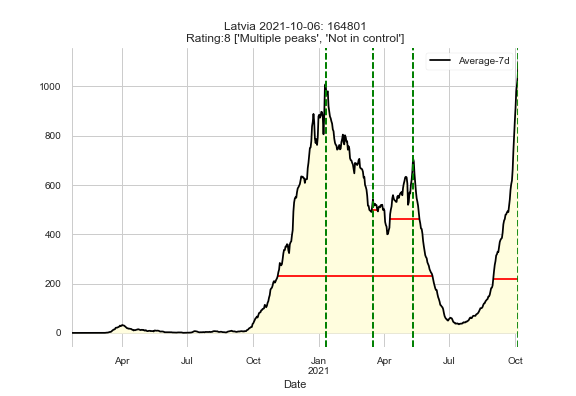 Latvia 2021-10-06: 164801
Rating:8 ['Multiple peaks', 'Not in control']
Average-7d
1000
800
600
400
200
0
Apr Jul Oct Jan Apr Jul Oct
2021
Date